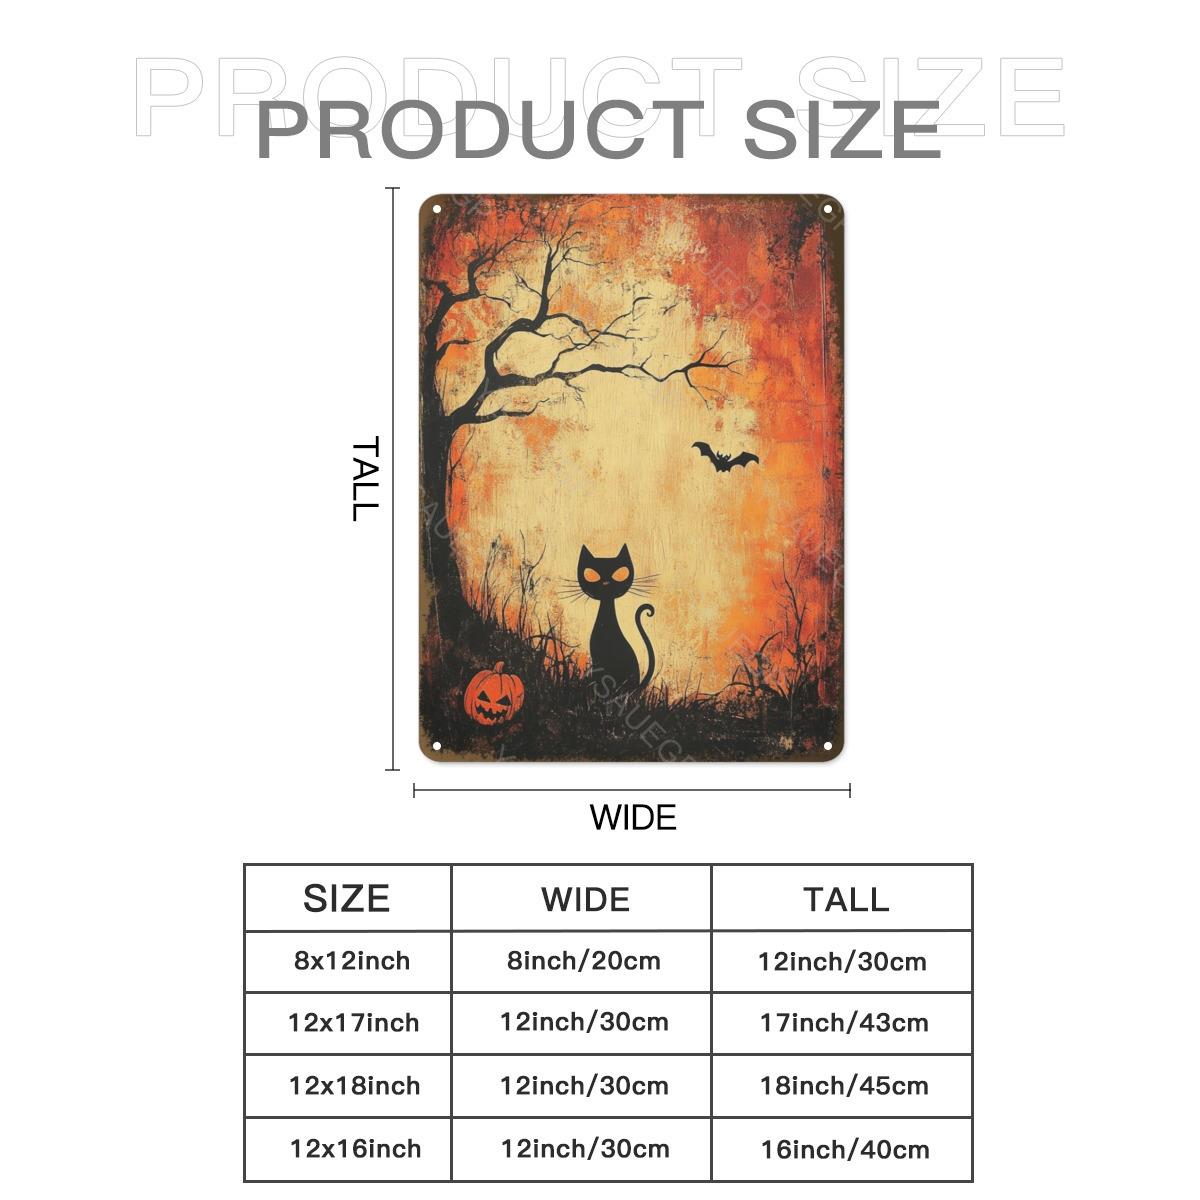 PRODUCT SIZE
PRODUCT SIZE
TALL
WIDE
SIZE WIDE TALL
8x12inch 8inch/20cm 12inch/30cm
12x17inch 12inch/30cm 17inch/43cm
12x18inch 12inch/30cm 18inch/45cm
12x16inch 12inch/30cm 16inch/40cm